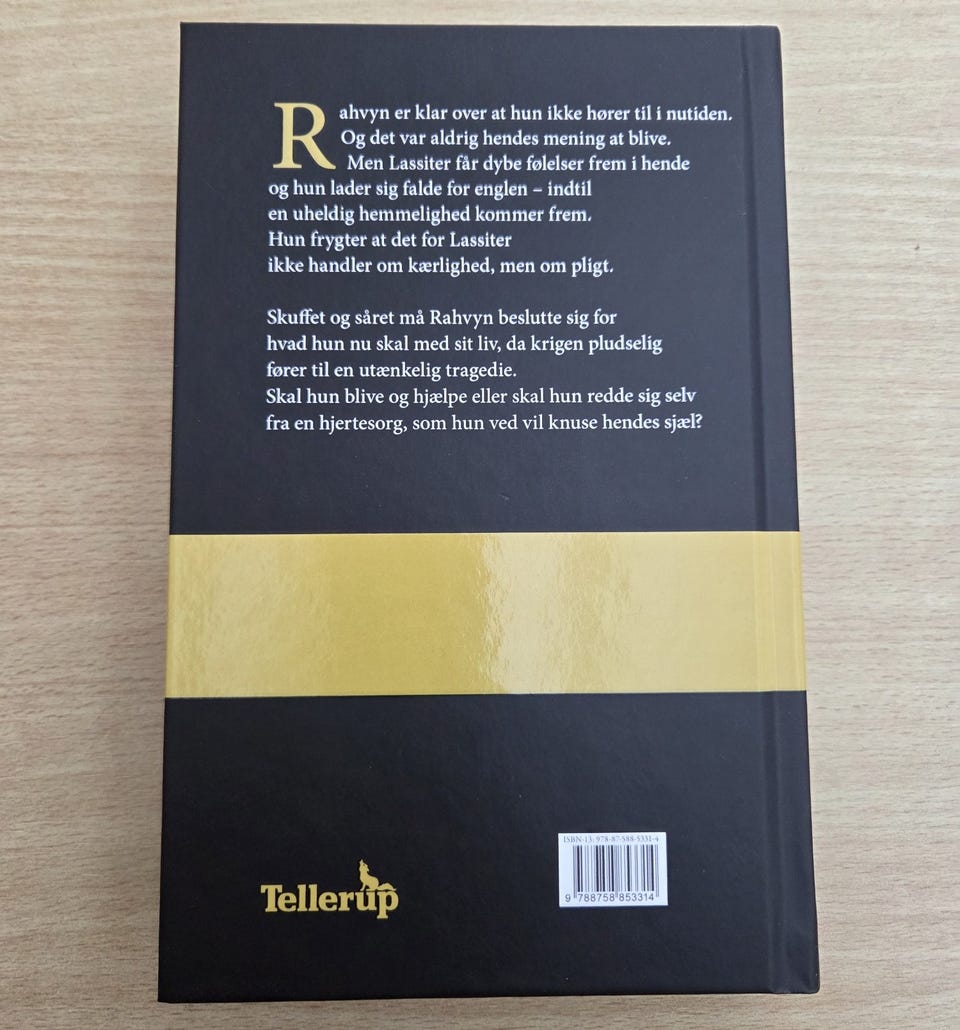 Rahvyn er klar over at hun ikke hører til i nutiden.
Og det var aldrig hendes mening at blive.
Men Lassiter får dybe følelser frem i hende
og hun lader sig falde for englen – indtil
en uheldig hemmelighed kommer frem.
Hun frygter at det for Lassiter
ikke handler om kærlighed, men om pligt.
Skuffet og såret må Rahvyn beslutte sig for
hvad hun nu skal med sit liv, da krigen pludselig
fører til en utænkelig tragedie.
Skal hun blive og hjælpe eller skal hun redde sig selv
fra en hjertesorg, som hun ved vil knuse hendes sjæl?
ISBN-13: 978-87-588-5331-4
9 788758 853314
Tellerup